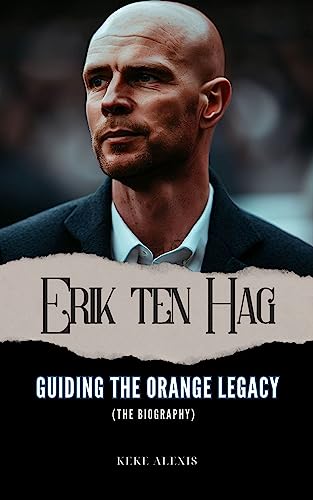 ERIK TEN HAG
GUIDING THE ORANGE LEGACY
(THE BIOGRAPHY)
KEKE ALEXIS